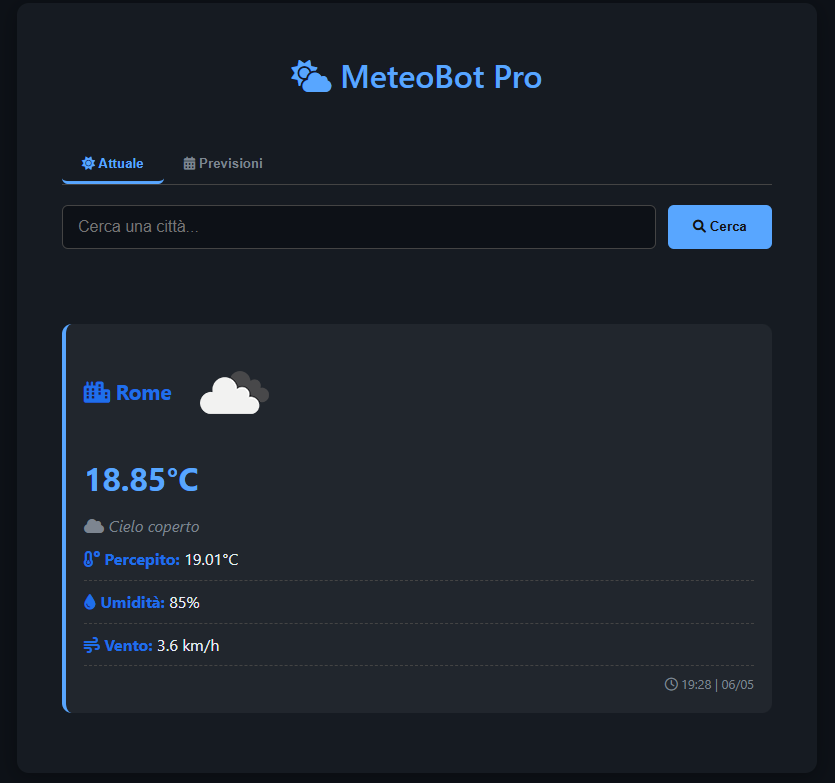 MeteoBot Pro
Attuale Previsioni
Cerca una città... Cerca
Rome
18.85°C
Cielo coperto
Percepito: 19.01°C
Umidità: 85%
Vento: 3.6 km/h
19:28 | 06/05